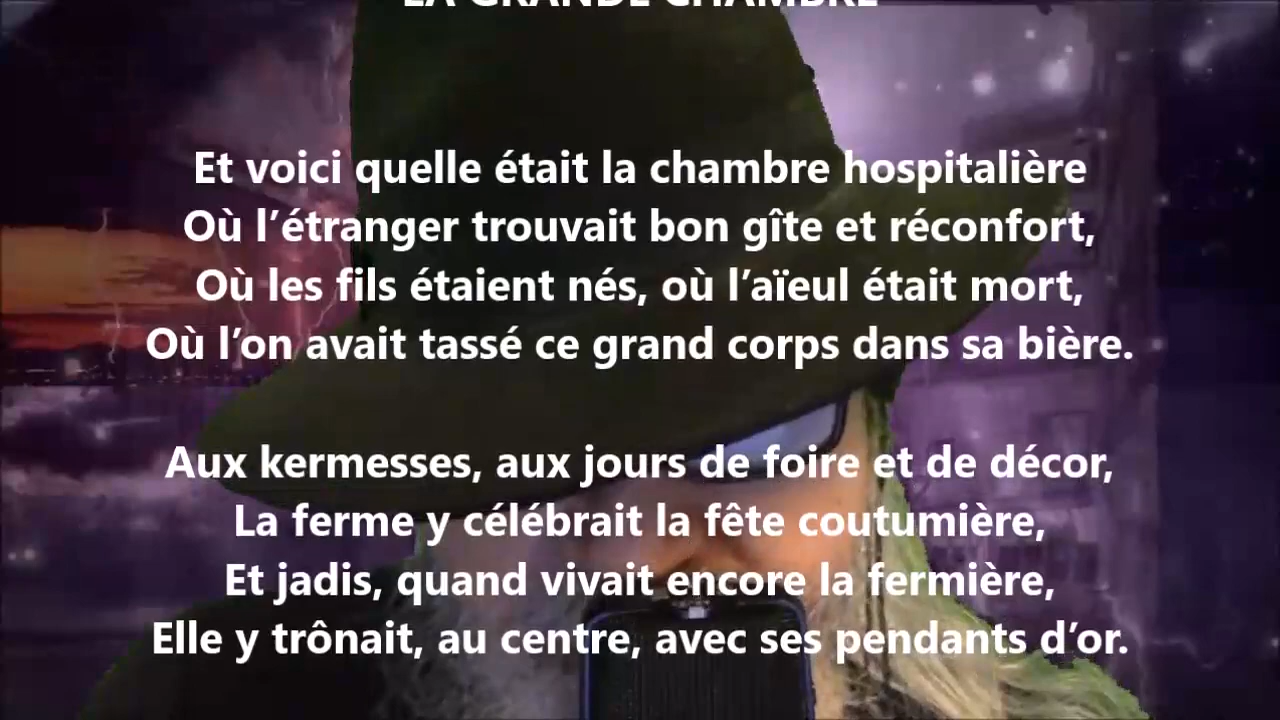 LA GRANDE CHAMBRE
Et voici quelle était la chambre hospitalière
Où l’étranger trouvait bon gîte et réconfort,
Où les fils étaient nés, où l’aïeul était mort,
Où l’on avait tassé ce grand corps dans sa bière.
Aux kermesses, aux jours de foire et de décor,
La ferme y célébrait la fête coutumière,
Et jadis, quand vivait encore la fermière,
Elle y trônait, au centre, avec ses pendants d’or.